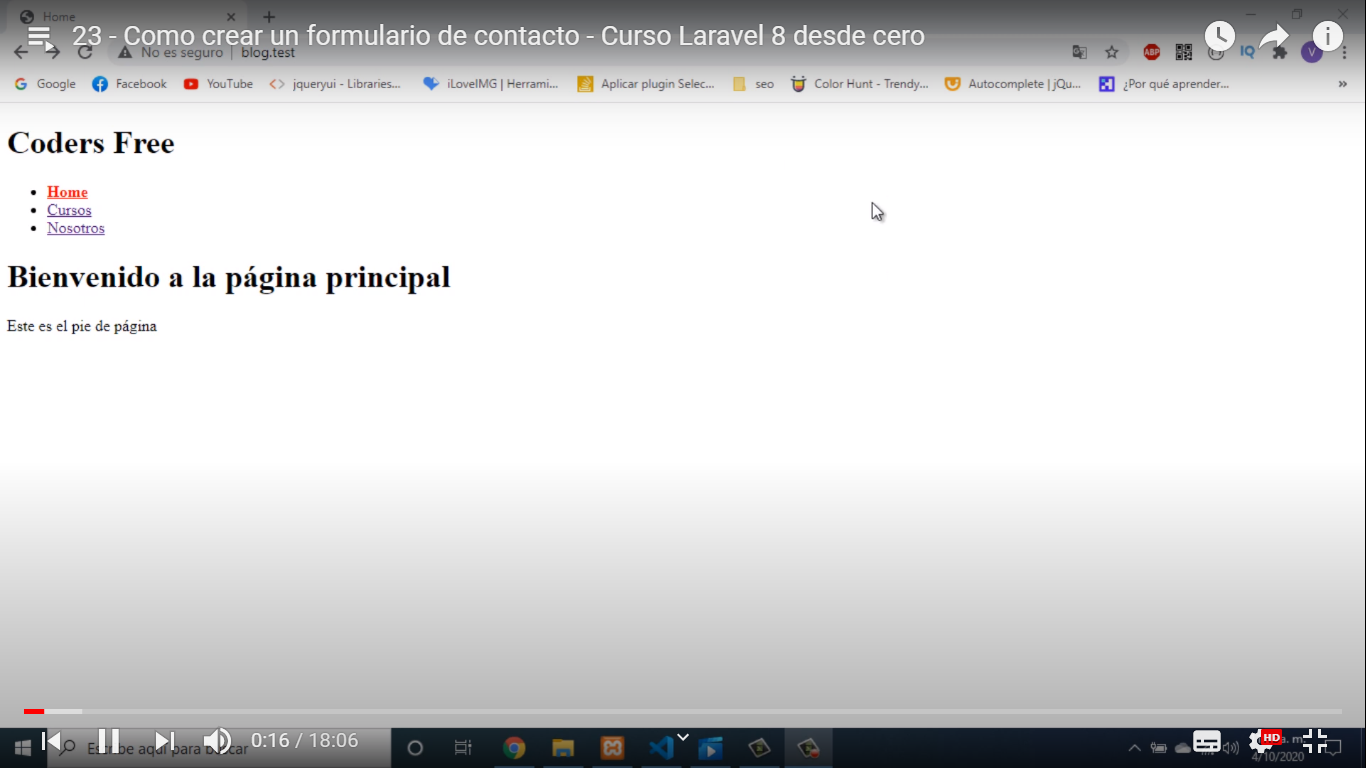 Home
23 - Como crear un formulario de contacto - Curso Laravel 8 desde cero
No es seguro | blog.test
ABP
IQ
V
Google Facebook YouTube jqueryui - Libraries... iLoveIMG | Herrami... Aplicar plugin Selec... seo Color Hunt - Trendy... Autocomplete | jQu... ¿Por qué aprender... »
Coders Free
Home
Cursos
Nosotros
Bienvenido a la página principal
Este es el pie de página
Escribe aquí para buscar
0:16 / 18:06
HD
a. m.
4/10/2020